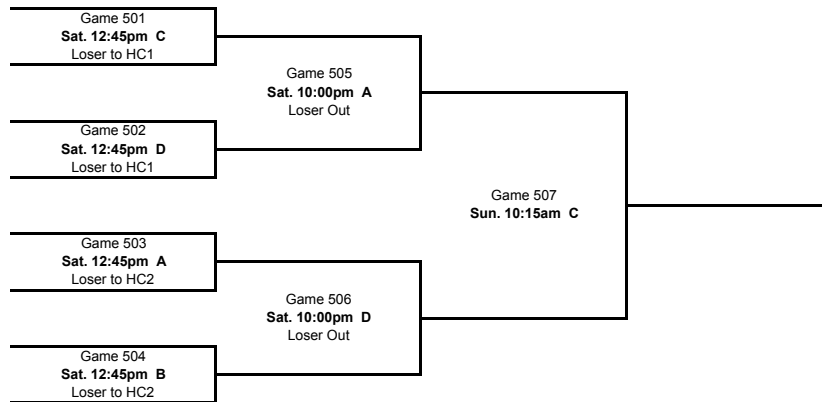 Game 501
Sat. 12:45pm C
Loser to HC1
Game 505
Sat. 10:00pm A
Loser Out
Game 502
Sat. 12:45pm D
Loser to HC1
Game 507
Sun. 10:15am C
Game 503
Sat. 12:45pm A
Loser to HC2
Game 506
Sat. 10:00pm D
Loser Out
Game 504
Sat. 12:45pm B
Loser to HC2